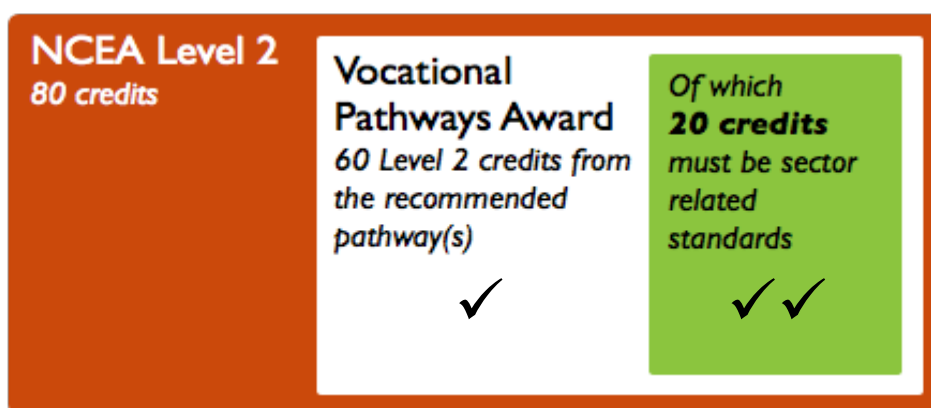 NCEA Level 2
80 credits
Vocational
Pathways Award
60 Level 2 credits from
the recommended
pathway(s)
✓
Of which
20 credits
must be sector
related
standards
✓✓